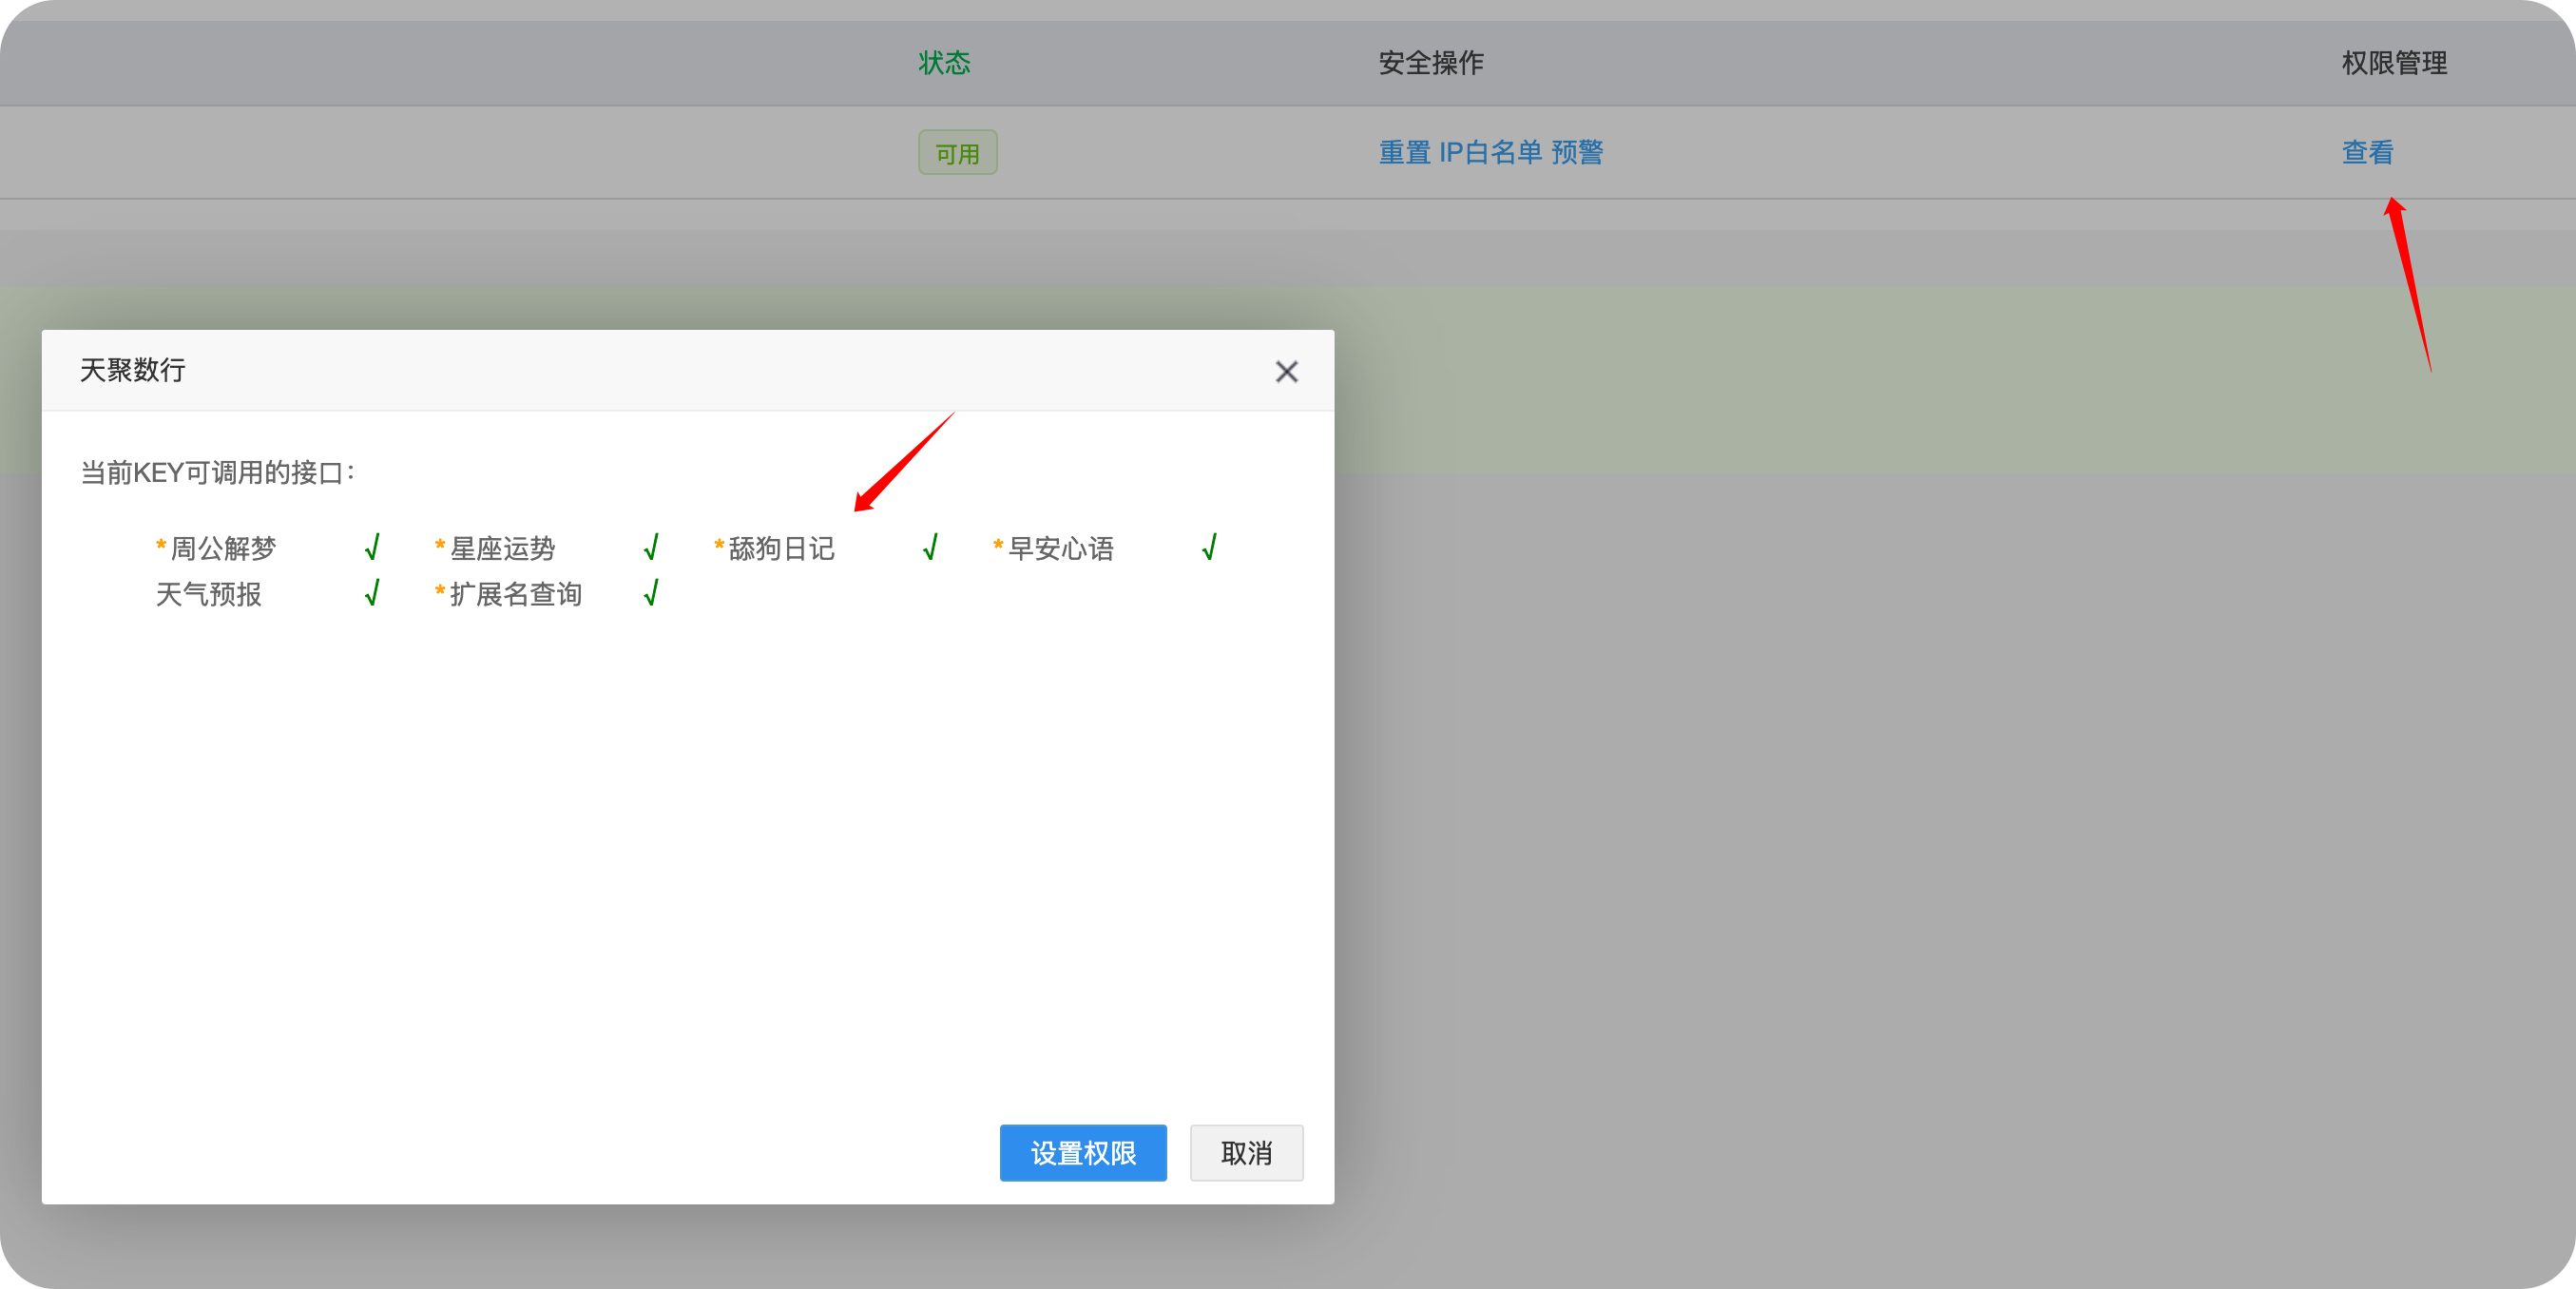 状态 安全操作 权限管理
可用 重置 IP白名单 预警 查看
天聚数行
当前KEY可调用的接口：
*周公解梦 √ *星座运势 √ *舔狗日记 √ *早安心语 √
天气预报 √ *扩展名查询 √
设置权限 取消